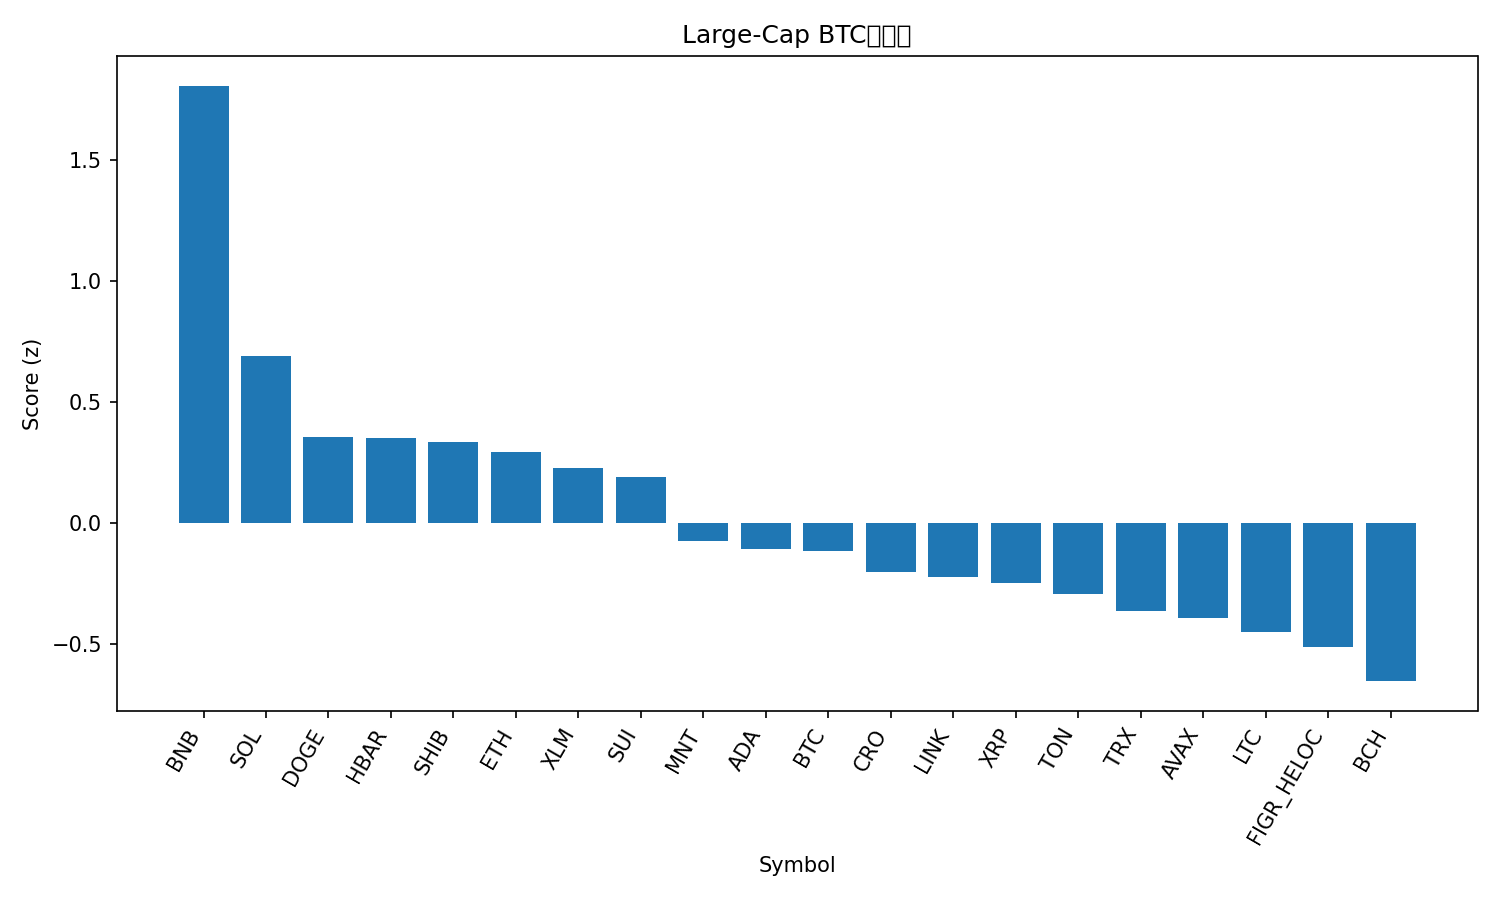 Large-Cap BTC
Score (z)
1.5
1.0
0.5
0.0
−0.5
BNB
SOL
DOGE
HBAR
SHIB
ETH
XLM
SUI
MNT
ADA
BTC
CRO
LINK
XRP
TON
TRX
AVAX
LTC
FIGR_HELOC
BCH
Symbol